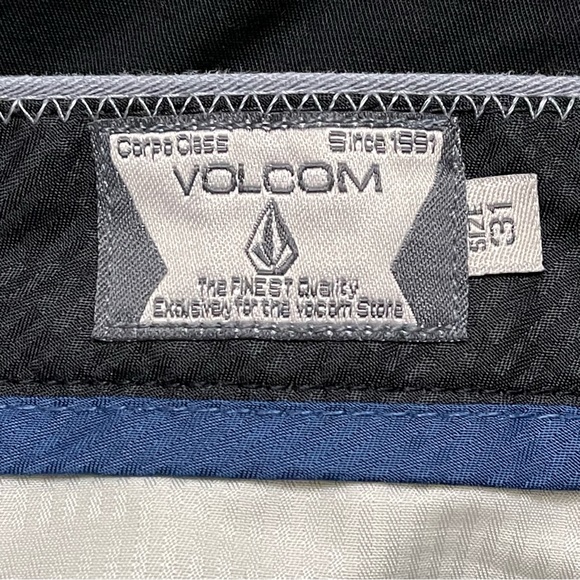 Corpo Class Since 1991
VOLCOM
The FINEST Quality
Exclusively for the Volcom Store
SIZE
31